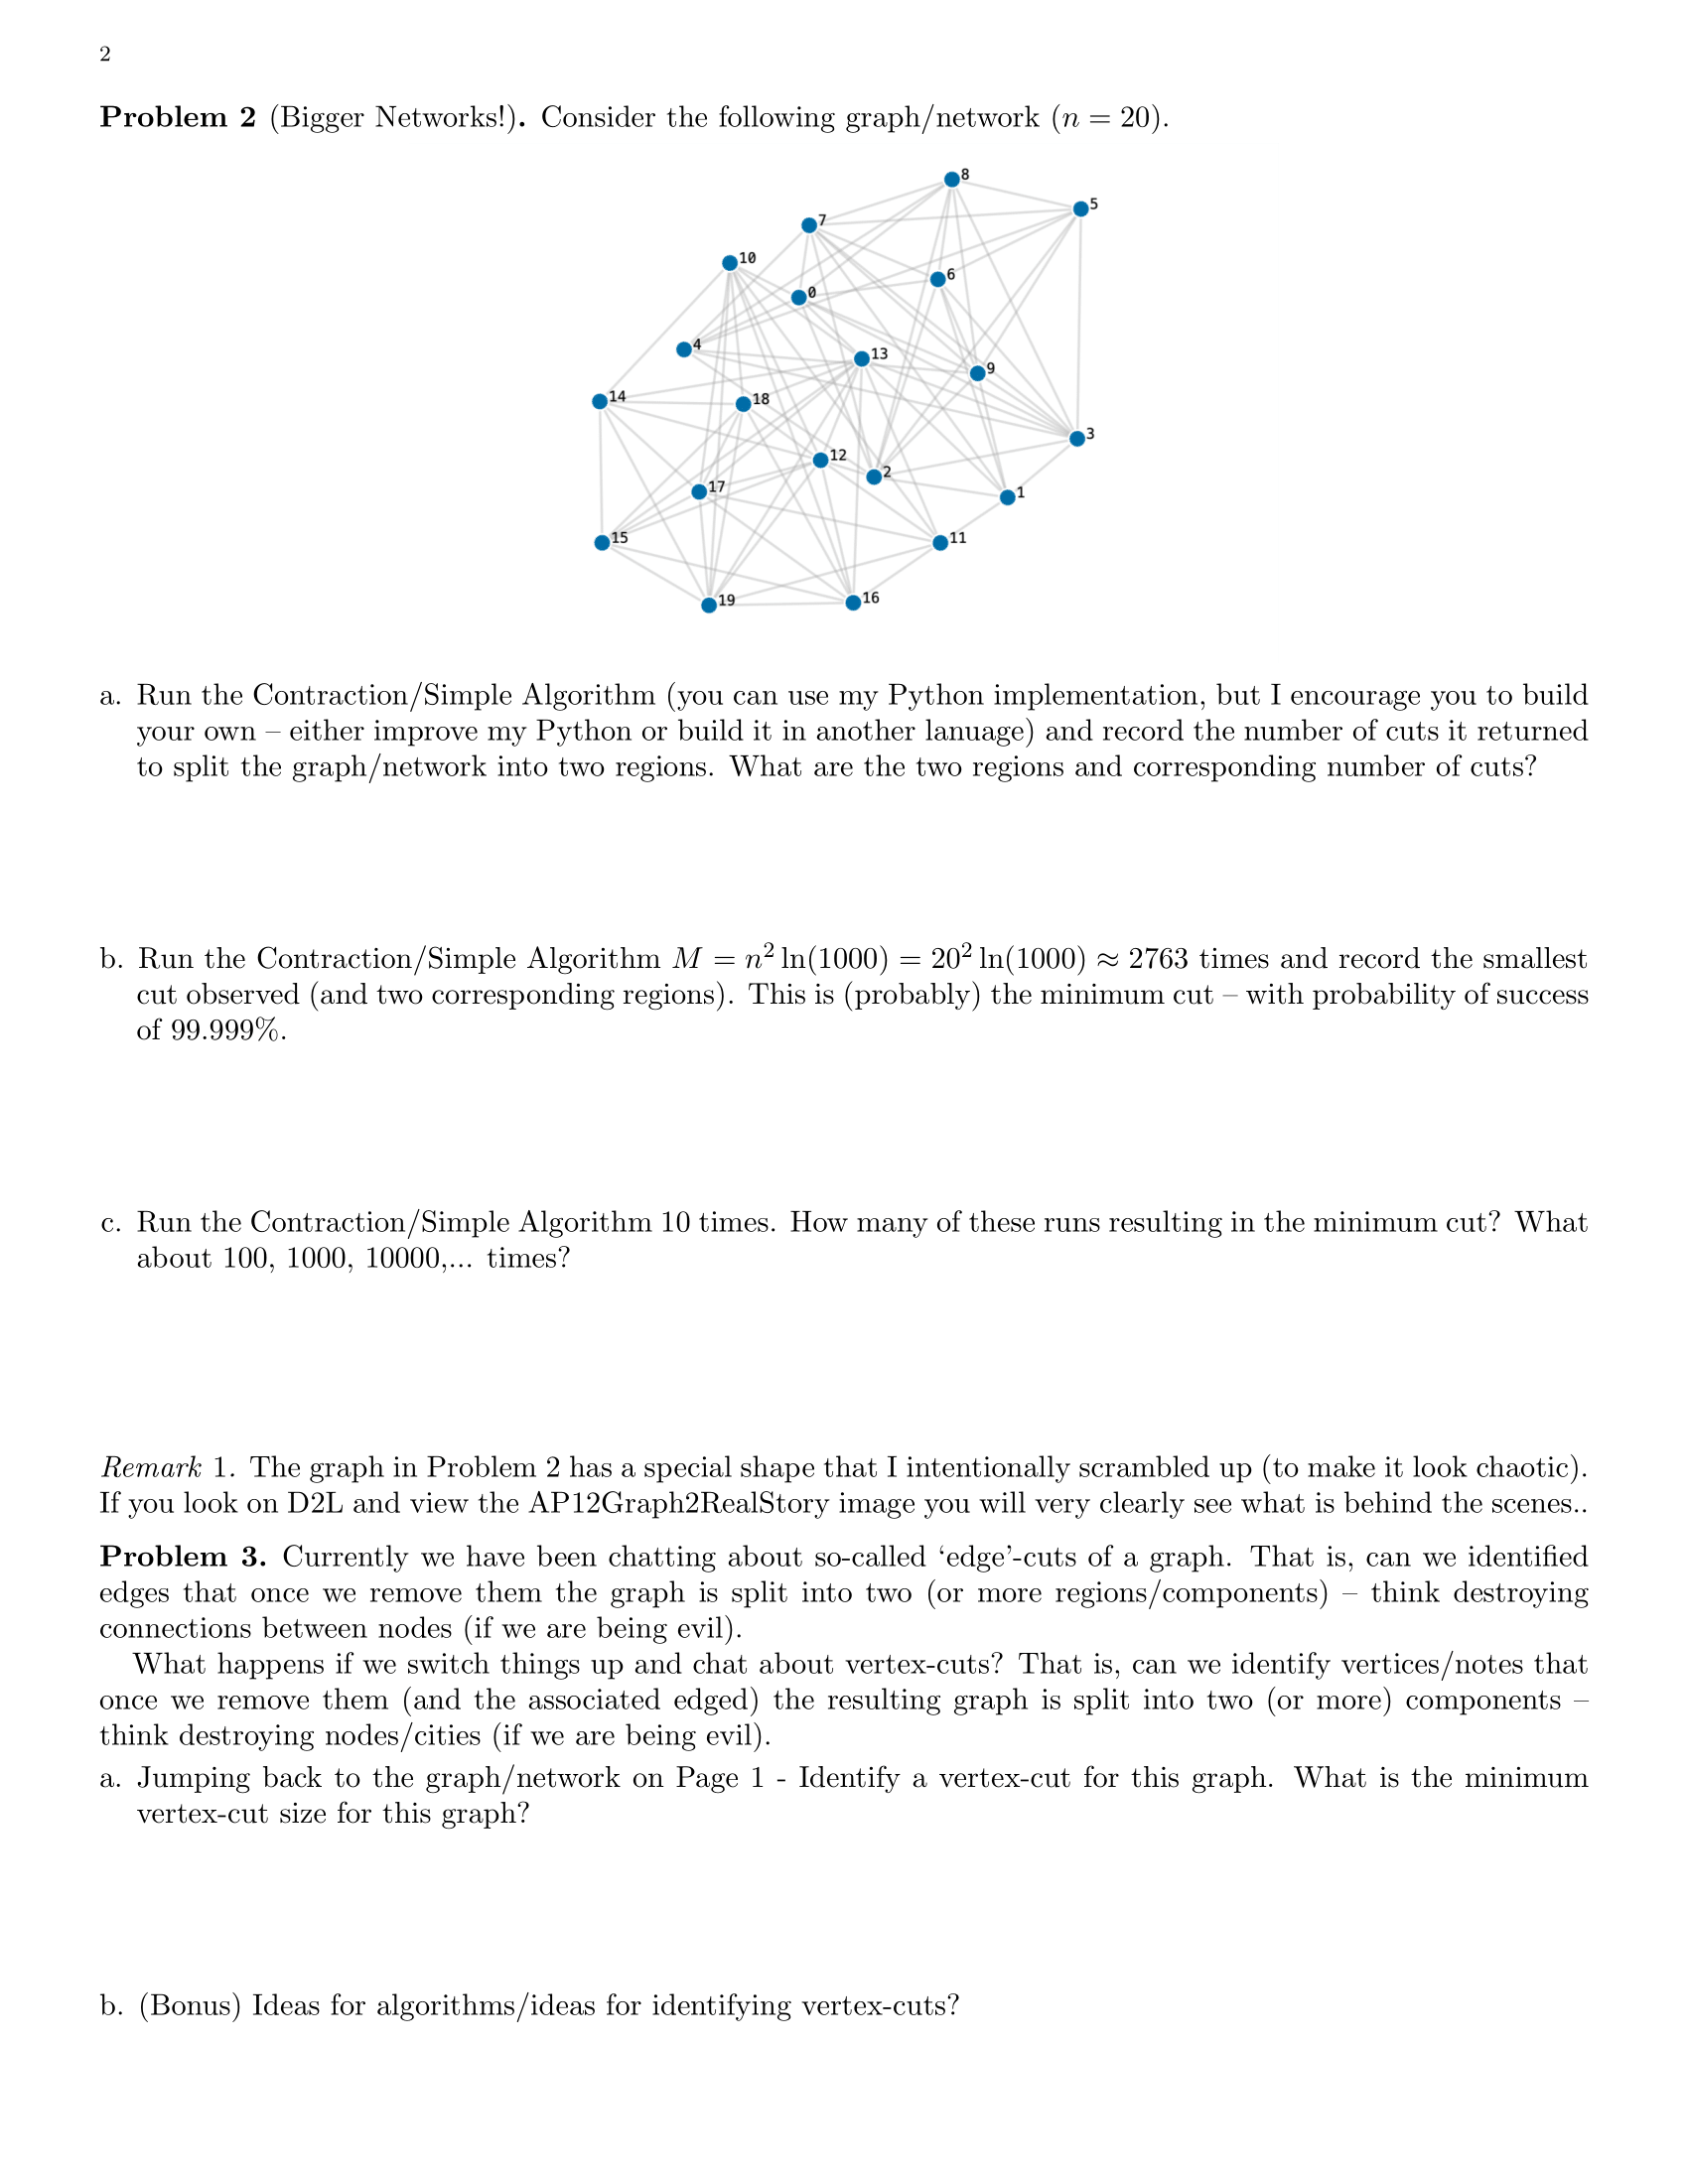 2
Problem 2 (Bigger Networks!). Consider the following graph/network (n = 20).
8
5
7
10
6
0
4
13
9
14
18
3
12
2
17
1
15
11
19
16
a. Run the Contraction/Simple Algorithm (you can use my Python implementation, but I encourage you to build
your own – either improve my Python or build it in another lanuage) and record the number of cuts it returned
to split the graph/network into two regions. What are the two regions and corresponding number of cuts?
b. Run the Contraction/Simple Algorithm M = n² ln(1000) = 20² ln(1000) ≈ 2763 times and record the smallest
cut observed (and two corresponding regions). This is (probably) the minimum cut – with probability of success
of 99.999%.
c. Run the Contraction/Simple Algorithm 10 times. How many of these runs resulting in the minimum cut? What
about 100, 1000, 10000,... times?
Remark 1. The graph in Problem 2 has a special shape that I intentionally scrambled up (to make it look chaotic).
If you look on D2L and view the AP12Graph2RealStory image you will very clearly see what is behind the scenes..
Problem 3. Currently we have been chatting about so-called ‘edge’-cuts of a graph. That is, can we identified
edges that once we remove them the graph is split into two (or more regions/components) – think destroying
connections between nodes (if we are being evil).
What happens if we switch things up and chat about vertex-cuts? That is, can we identify vertices/notes that
once we remove them (and the associated edged) the resulting graph is split into two (or more) components –
think destroying nodes/cities (if we are being evil).
a. Jumping back to the graph/network on Page 1 - Identify a vertex-cut for this graph. What is the minimum
vertex-cut size for this graph?
b. (Bonus) Ideas for algorithms/ideas for identifying vertex-cuts?